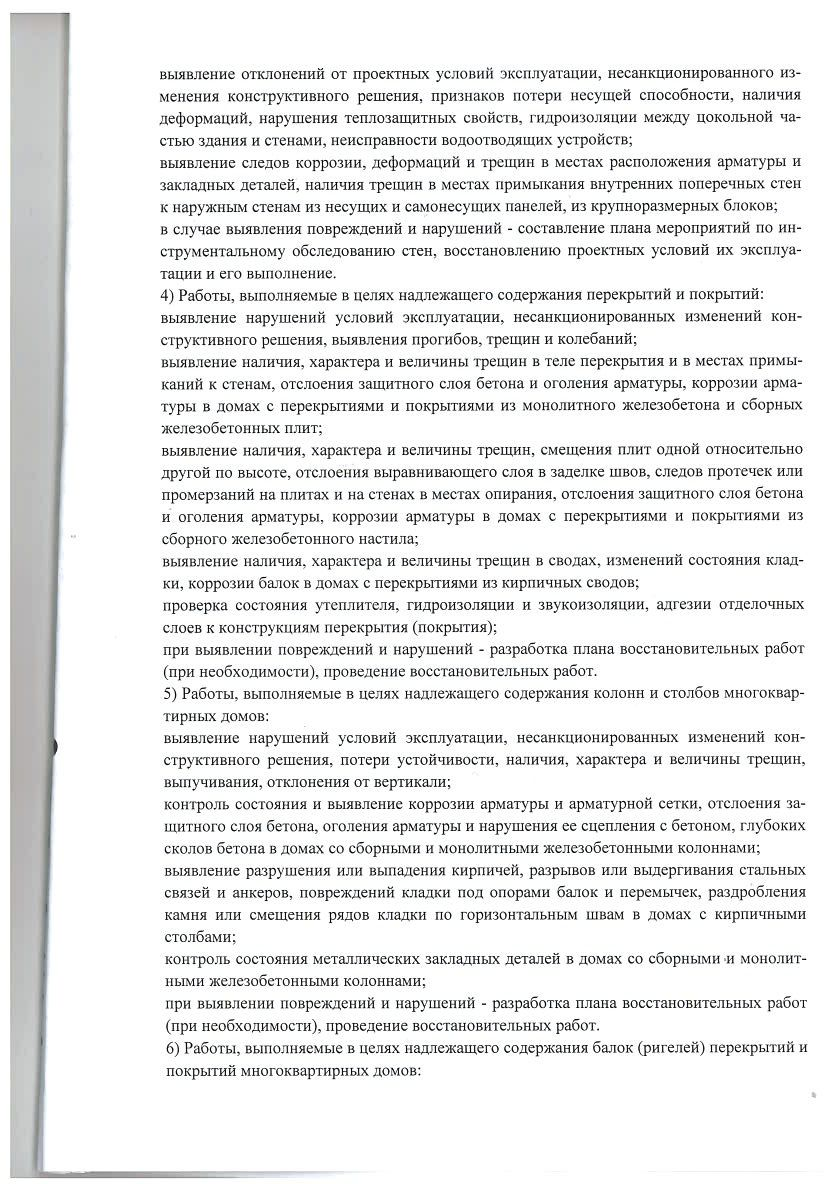 выявление отклонений от проектных условий эксплуатации, несанкционированного из-
менения конструктивного решения, признаков потери несущей способности, наличия
деформаций, нарушения теплозащитных свойств, гидроизоляции между цокольной ча-
стью здания и стенами, неисправности водоотводящих устройств;
выявление следов коррозии, деформаций и трещин в местах расположения арматуры и
закладных деталей, наличия трещин в местах примыкания внутренних поперечных стен
к наружным стенам из несущих и самонесущих панелей, из крупноразмерных блоков;
в случае выявления повреждений и нарушений - составление плана мероприятий по ин-
струментальному обследованию стен, восстановлению проектных условий их эксплуа-
тации и его выполнение.
4) Работы, выполняемые в целях надлежащего содержания перекрытий и покрытий:
выявление нарушений условий эксплуатации, несанкционированных изменений кон-
структивного решения, выявления прогибов, трещин и колебаний;
выявление наличия, характера и величины трещин в теле перекрытия и в местах примы-
каний к стенам, отслоения защитного слоя бетона и оголения арматуры, коррозии арма-
туры в домах с перекрытиями и покрытиями из монолитного железобетона и сборных
железобетонных плит;
выявление наличия, характера и величины трещин, смещения плит одной относительно
другой по высоте, отслоения выравнивающего слоя в заделке швов, следов протечек или
промерзаний на плитах и на стенах в местах опирания, отслоения защитного слоя бетона
и оголения арматуры, коррозии арматуры в домах с перекрытиями и покрытиями из
сборного железобетонного настила;
выявление наличия, характера и величины трещин в сводах, изменений состояния клад-
ки, коррозии балок в домах с перекрытиями из кирпичных сводов;
проверка состояния утеплителя, гидроизоляции и звукоизоляции, адгезии отделочных
слоев к конструкциям перекрытия (покрытия);
при выявлении повреждений и нарушений - разработка плана восстановительных работ
(при необходимости), проведение восстановительных работ.
5) Работы, выполняемые в целях надлежащего содержания колонн и столбов многоквар-
тирных домов:
выявление нарушений условий эксплуатации, несанкционированных изменений кон-
структивного решения, потери устойчивости, наличия, характера и величины трещин,
выпучивания, отклонения от вертикали;
контроль состояния и выявление коррозии арматуры и арматурной сетки, отслоения за-
щитного слоя бетона, оголения арматуры и нарушения ее сцепления с бетоном, глубоких
сколов бетона в домах со сборными и монолитными железобетонными колоннами;
выявление разрушения или выпадения кирпичей, разрывов или выдергивания стальных
связей и анкеров, повреждений кладки под опорами балок и перемычек, раздробления
камня или смещения рядов кладки по горизонтальным швам в домах с кирпичными
столбами;
контроль состояния металлических закладных деталей в домах со сборными и монолит-
ными железобетонными колоннами;
при выявлении повреждений и нарушений - разработка плана восстановительных работ
(при необходимости), проведение восстановительных работ.
6) Работы, выполняемые в целях надлежащего содержания балок (ригелей) перекрытий и
покрытий многоквартирных домов: